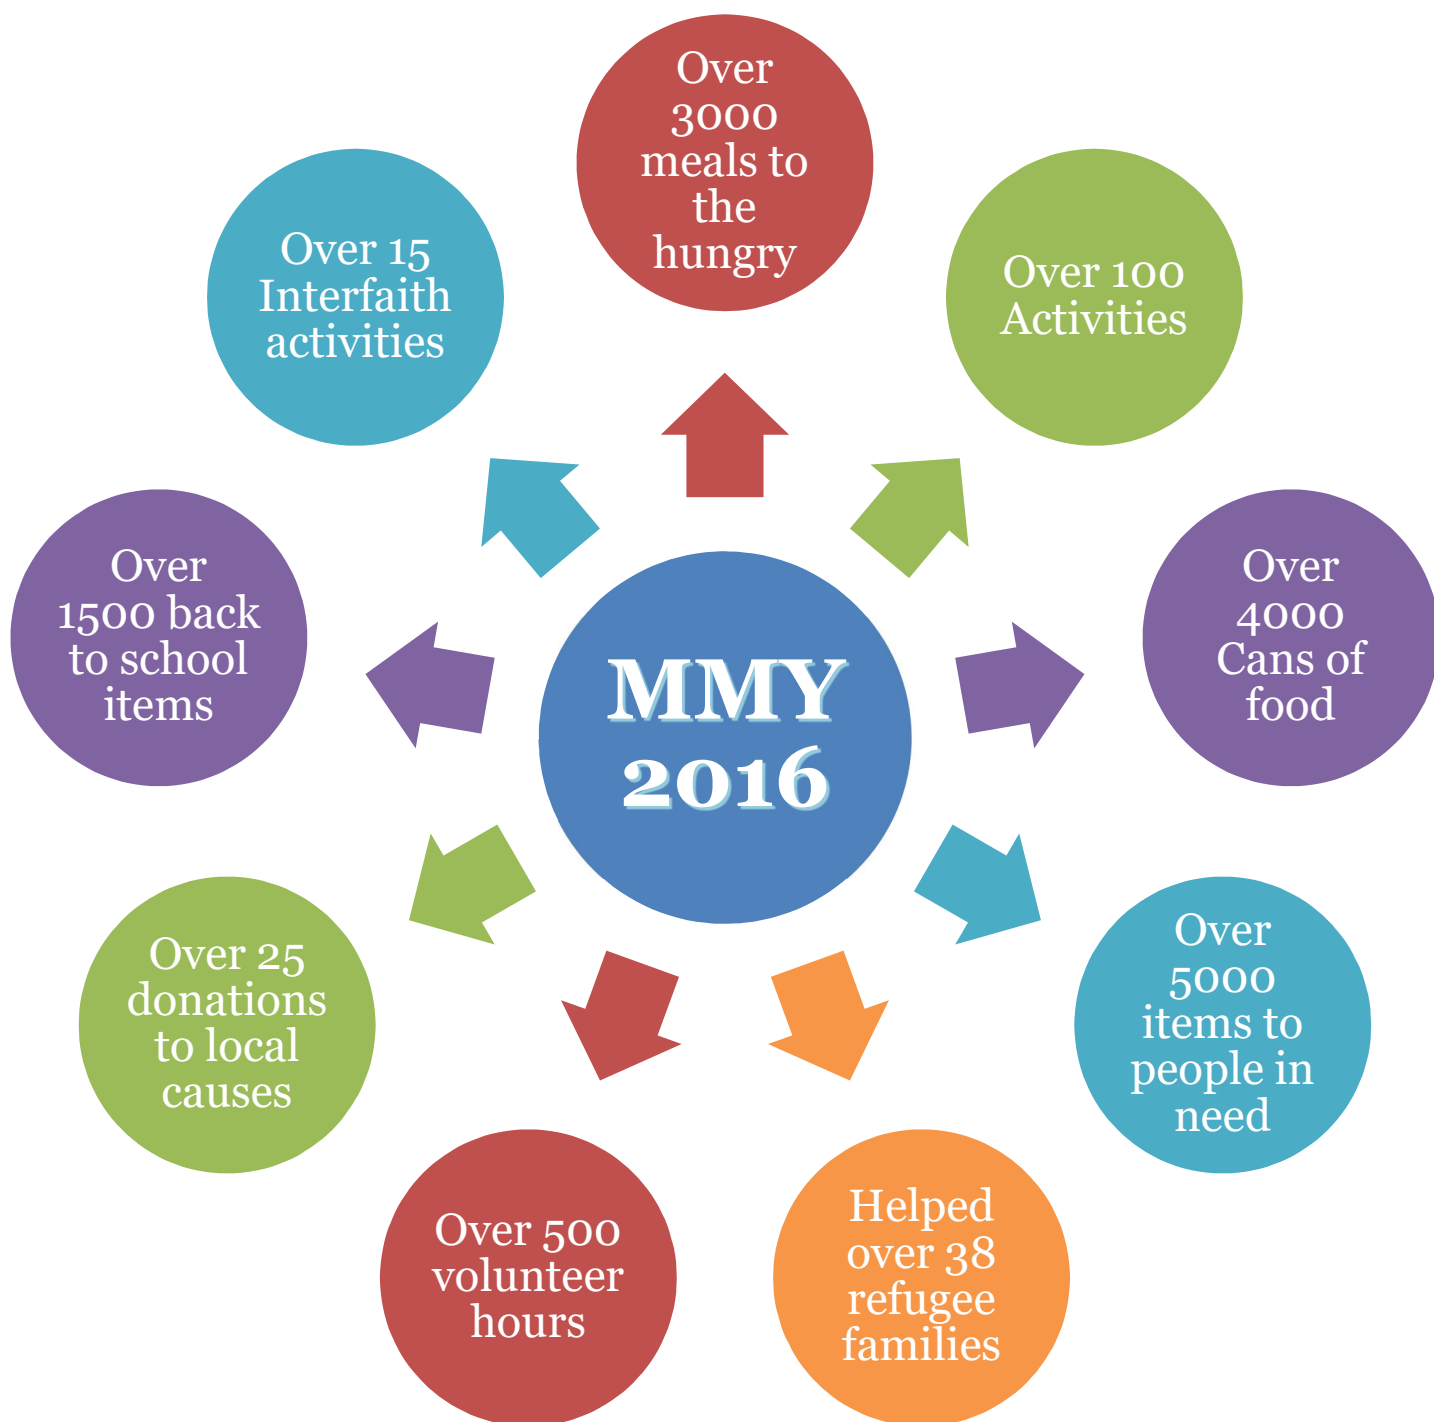 MMY
2016
Over
3000
meals to
the
hungry
Over 100
Activities
Over
4000
Cans of
food
Over
5000
items to
people in
need
Helped
over 38
refugee
families
Over 500
volunteer
hours
Over 25
donations
to local
causes
Over
1500 back
to school
items
Over 15
Interfaith
activities